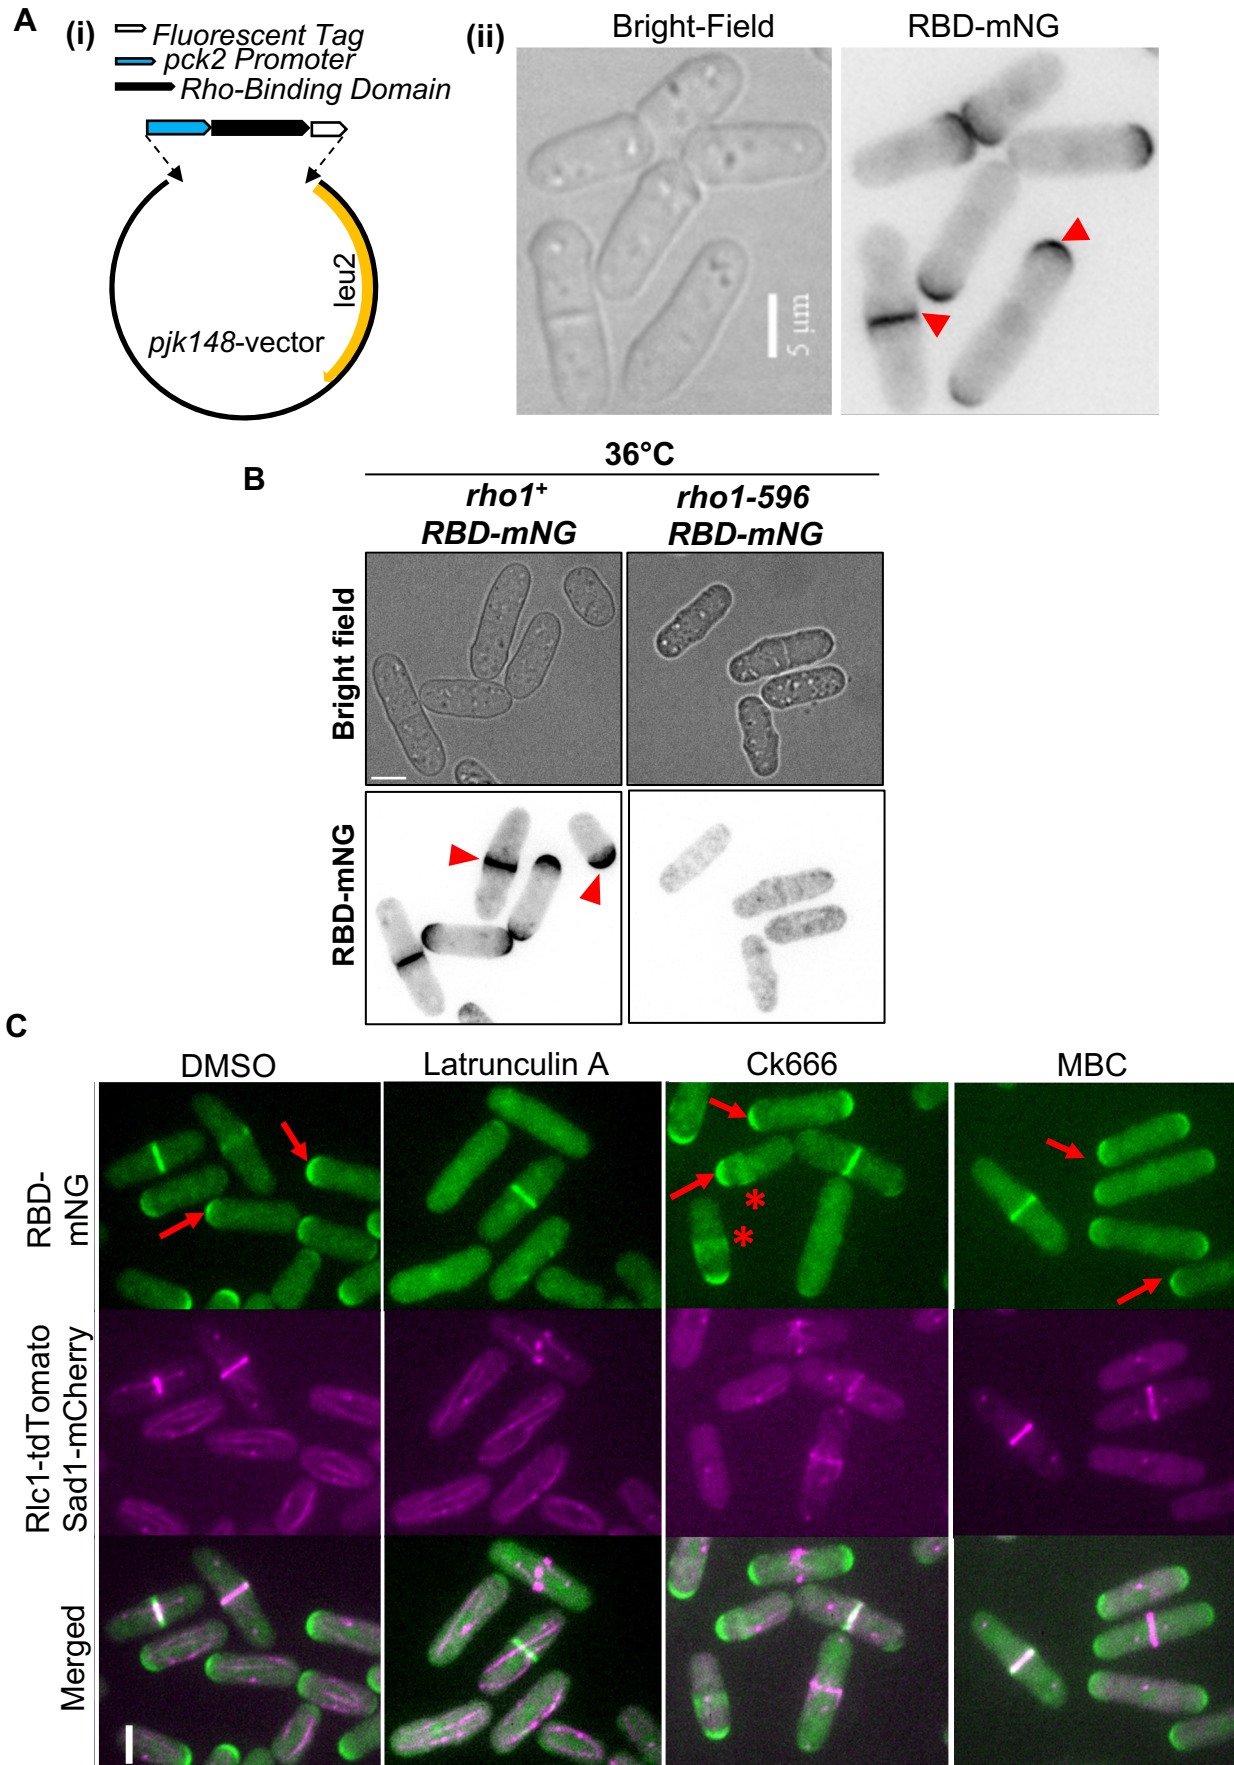 A
(i)
Fluorescent Tag
pck2 Promoter
Rho-Binding Domain
leu2
pjk148-vector
(ii)
Bright-Field
RBD-mNG
5 μm
B
36°C
rho1+
RBD-mNG
rho1-596
RBD-mNG
Bright field
RBD-mNG
C
DMSO
Latrunculin A
Ck666
MBC
RBD-
mNG
*
*
Rlc1-tdTomato
Sad1-mCherry
Merged